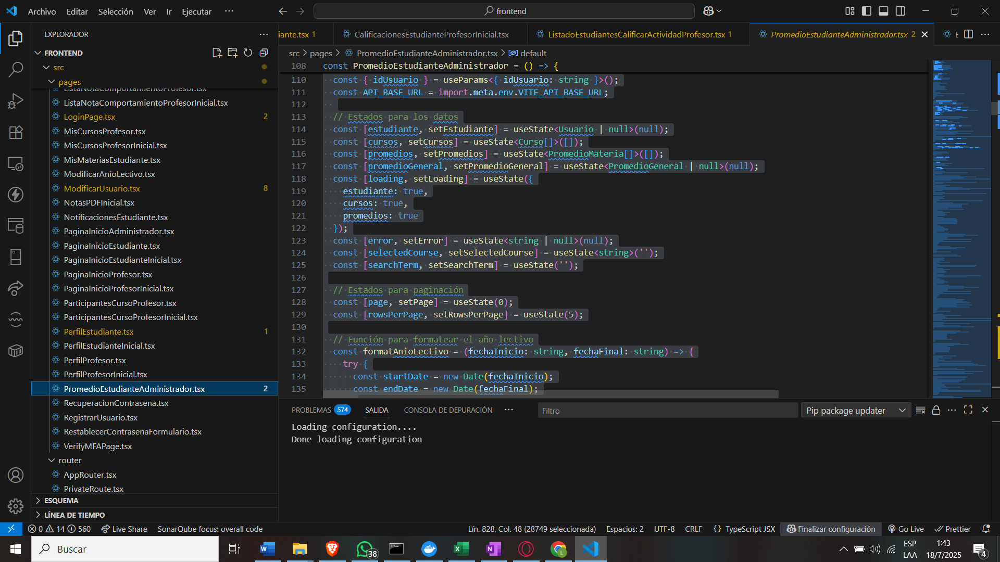 Archivo Editar Selección Ver Ir Ejecutar ···
frontend
EXPLORADOR
FRONTEND
src
pages
ListaNotaComportamientoProfesor.tsx
ListaNotaComportamientoProfesorInicial.tsx
LoginPage.tsx 2
MisCursosProfesor.tsx
MisCursosProfesorInicial.tsx
MisMateriasEstudiante.tsx
ModificarAnioLectivo.tsx
ModificarUsuario.tsx 8
NotasPDFInicial.tsx
NotificacionesEstudiante.tsx
PaginaInicioAdministrador.tsx
PaginaInicioEstudiante.tsx
PaginaInicioEstudianteInicial.tsx
PaginaInicioProfesor.tsx
PaginaInicioProfesorInicial.tsx
ParticipantesCursoProfesor.tsx
ParticipantesCursoProfesorInicial.tsx
PerfilEstudiante.tsx 1
PerfilEstudianteInicial.tsx
PerfilProfesor.tsx
PerfilProfesorInicial.tsx
PromedioEstudianteAdministrador.tsx 2
RecuperacionContrasena.tsx
RegistrarUsuario.tsx
RestablecerContrasenaFormulario.tsx
VerifyMFAPage.tsx
router
AppRouter.tsx
PrivateRoute.tsx
ESQUEMA
LÍNEA DE TIEMPO
iante.tsx 1 CalificacionesEstudianteProfesorInicial.tsx ListadoEstudiantesCalificarActividadProfesor.tsx 1 PromedioEstudianteAdministrador.tsx 2 E
src > pages > PromedioEstudianteAdministrador.tsx > default
108 const PromedioEstudianteAdministrador = () => {
110 const { idUsuario } = useParams<{ idUsuario: string }>();
111 const API_BASE_URL = import.meta.env.VITE_API_BASE_URL;
112
113 // Estados para los datos
114 const [estudiante, setEstudiante] = useState<Usuario | null>(null);
115 const [cursos, setCursos] = useState<Curso[]>([]);
116 const [promedios, setPromedios] = useState<PromedioMateria[]>([]);
117 const [promedioGeneral, setPromedioGeneral] = useState<PromedioGeneral | null>(null);
118 const [loading, setLoading] = useState({
119 estudiante: true,
120 cursos: true,
121 promedios: true
122 });
123 const [error, setError] = useState<string | null>(null);
124 const [selectedCourse, setSelectedCourse] = useState<string>('');
125 const [searchTerm, setSearchTerm] = useState('');
126
127 // Estados para paginación
128 const [page, setPage] = useState(0);
129 const [rowsPerPage, setRowsPerPage] = useState(5);
130
131 // Función para formatear el año lectivo
132 const formatAnioLectivo = (fechaInicio: string, fechaFinal: string) => {
133 try {
134 const startDate = new Date(fechaInicio);
135 const endDate = new Date(fechaFinal);
PROBLEMAS 574 SALIDA CONSOLA DE DEPURACIÓN ··· Filtro Pip package updater
Loading configuration....
Done loading configuration
0 14 560 Live Share SonarQube focus: overall code Lín. 828, Col. 48 (28749 seleccionada) Espacios: 2 UTF-8 CRLF {} TypeScript JSX Finalizar configuración Go Live Prettier
Buscar 38 ESP LAA 1:43 18/7/2025 4